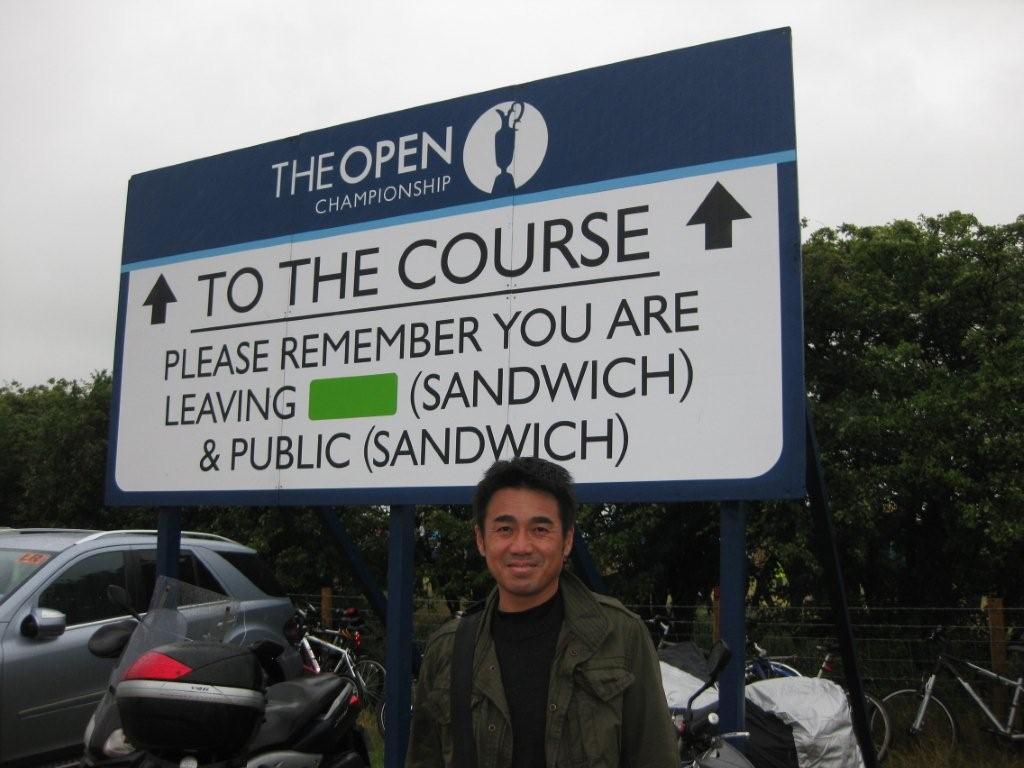 THE OPEN
CHAMPIONSHIP
TO THE COURSE
PLEASE REMEMBER YOU ARE
LEAVING (SANDWICH)
& PUBLIC (SANDWICH)